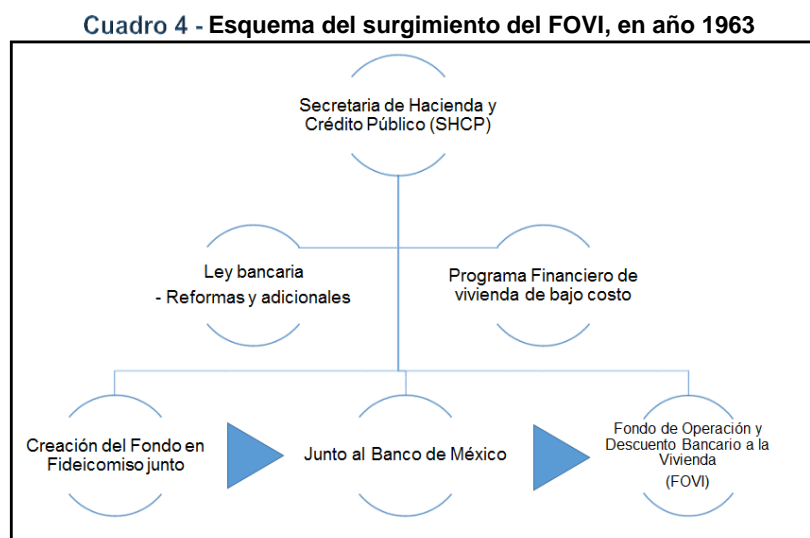 Cuadro 4 - Esquema del surgimiento del FOVI, en año 1963
Secretaria de Hacienda y
Crédito Público (SHCP)
Ley bancaria
- Reformas y adicionales
Programa Financiero de
vivienda de bajo costo
Creación del Fondo en
Fideicomiso junto
Junto al Banco de México
Fondo de Operación y
Descuento Bancario a la
Vivienda
(FOVI)